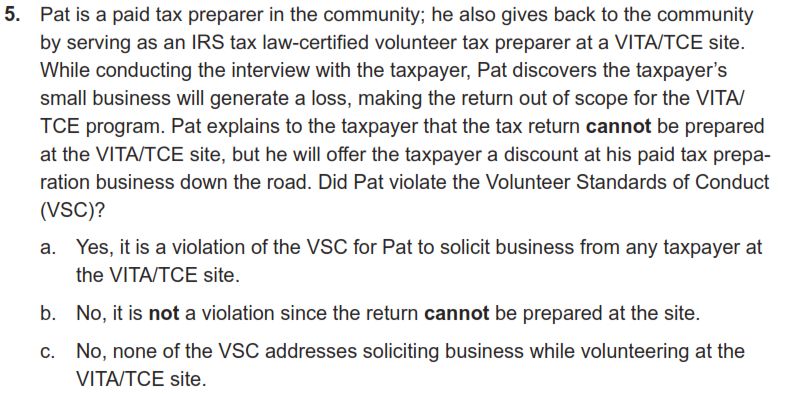 5. Pat is a paid tax preparer in the community; he also gives back to the community
by serving as an IRS tax law-certified volunteer tax preparer at a VITA/TCE site.
While conducting the interview with the taxpayer, Pat discovers the taxpayer's
small business will generate a loss, making the return out of scope for the VITA/
TCE program. Pat explains to the taxpayer that the tax return cannot be prepared
at the VITA/TCE site, but he will offer the taxpayer a discount at his paid tax prepa-
ration business down the road. Did Pat violate the Volunteer Standards of Conduct
(VSC)?
a. Yes, it is a violation of the VSC for Pat to solicit business from any taxpayer at
the VITA/TCE site.
b. No, it is not a violation since the return cannot be prepared at the site.
c. No, none of the VSC addresses soliciting business while volunteering at the
VITA/TCE site.